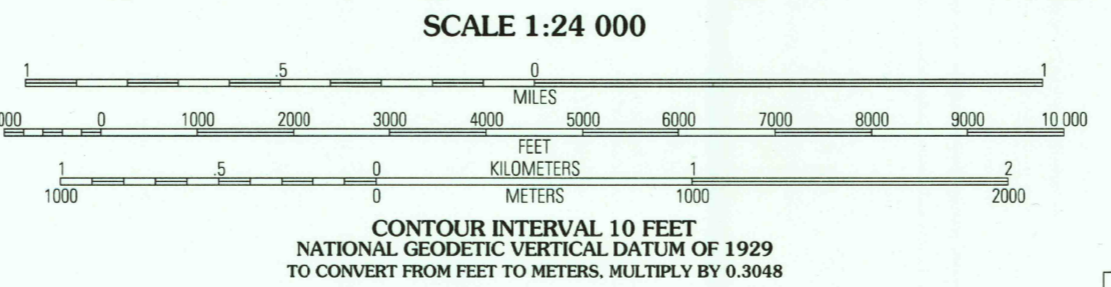 SCALE 1:24 000
1 .5 0 1
MILES
0 1000 2000 3000 4000 5000 6000 7000 8000 9000 10 000
FEET
1 .5 0 KILOMETERS 1 2
1000 0 METERS 1000 2000
CONTOUR INTERVAL 10 FEET
NATIONAL GEODETIC VERTICAL DATUM OF 1929
TO CONVERT FROM FEET TO METERS, MULTIPLY BY 0.3048